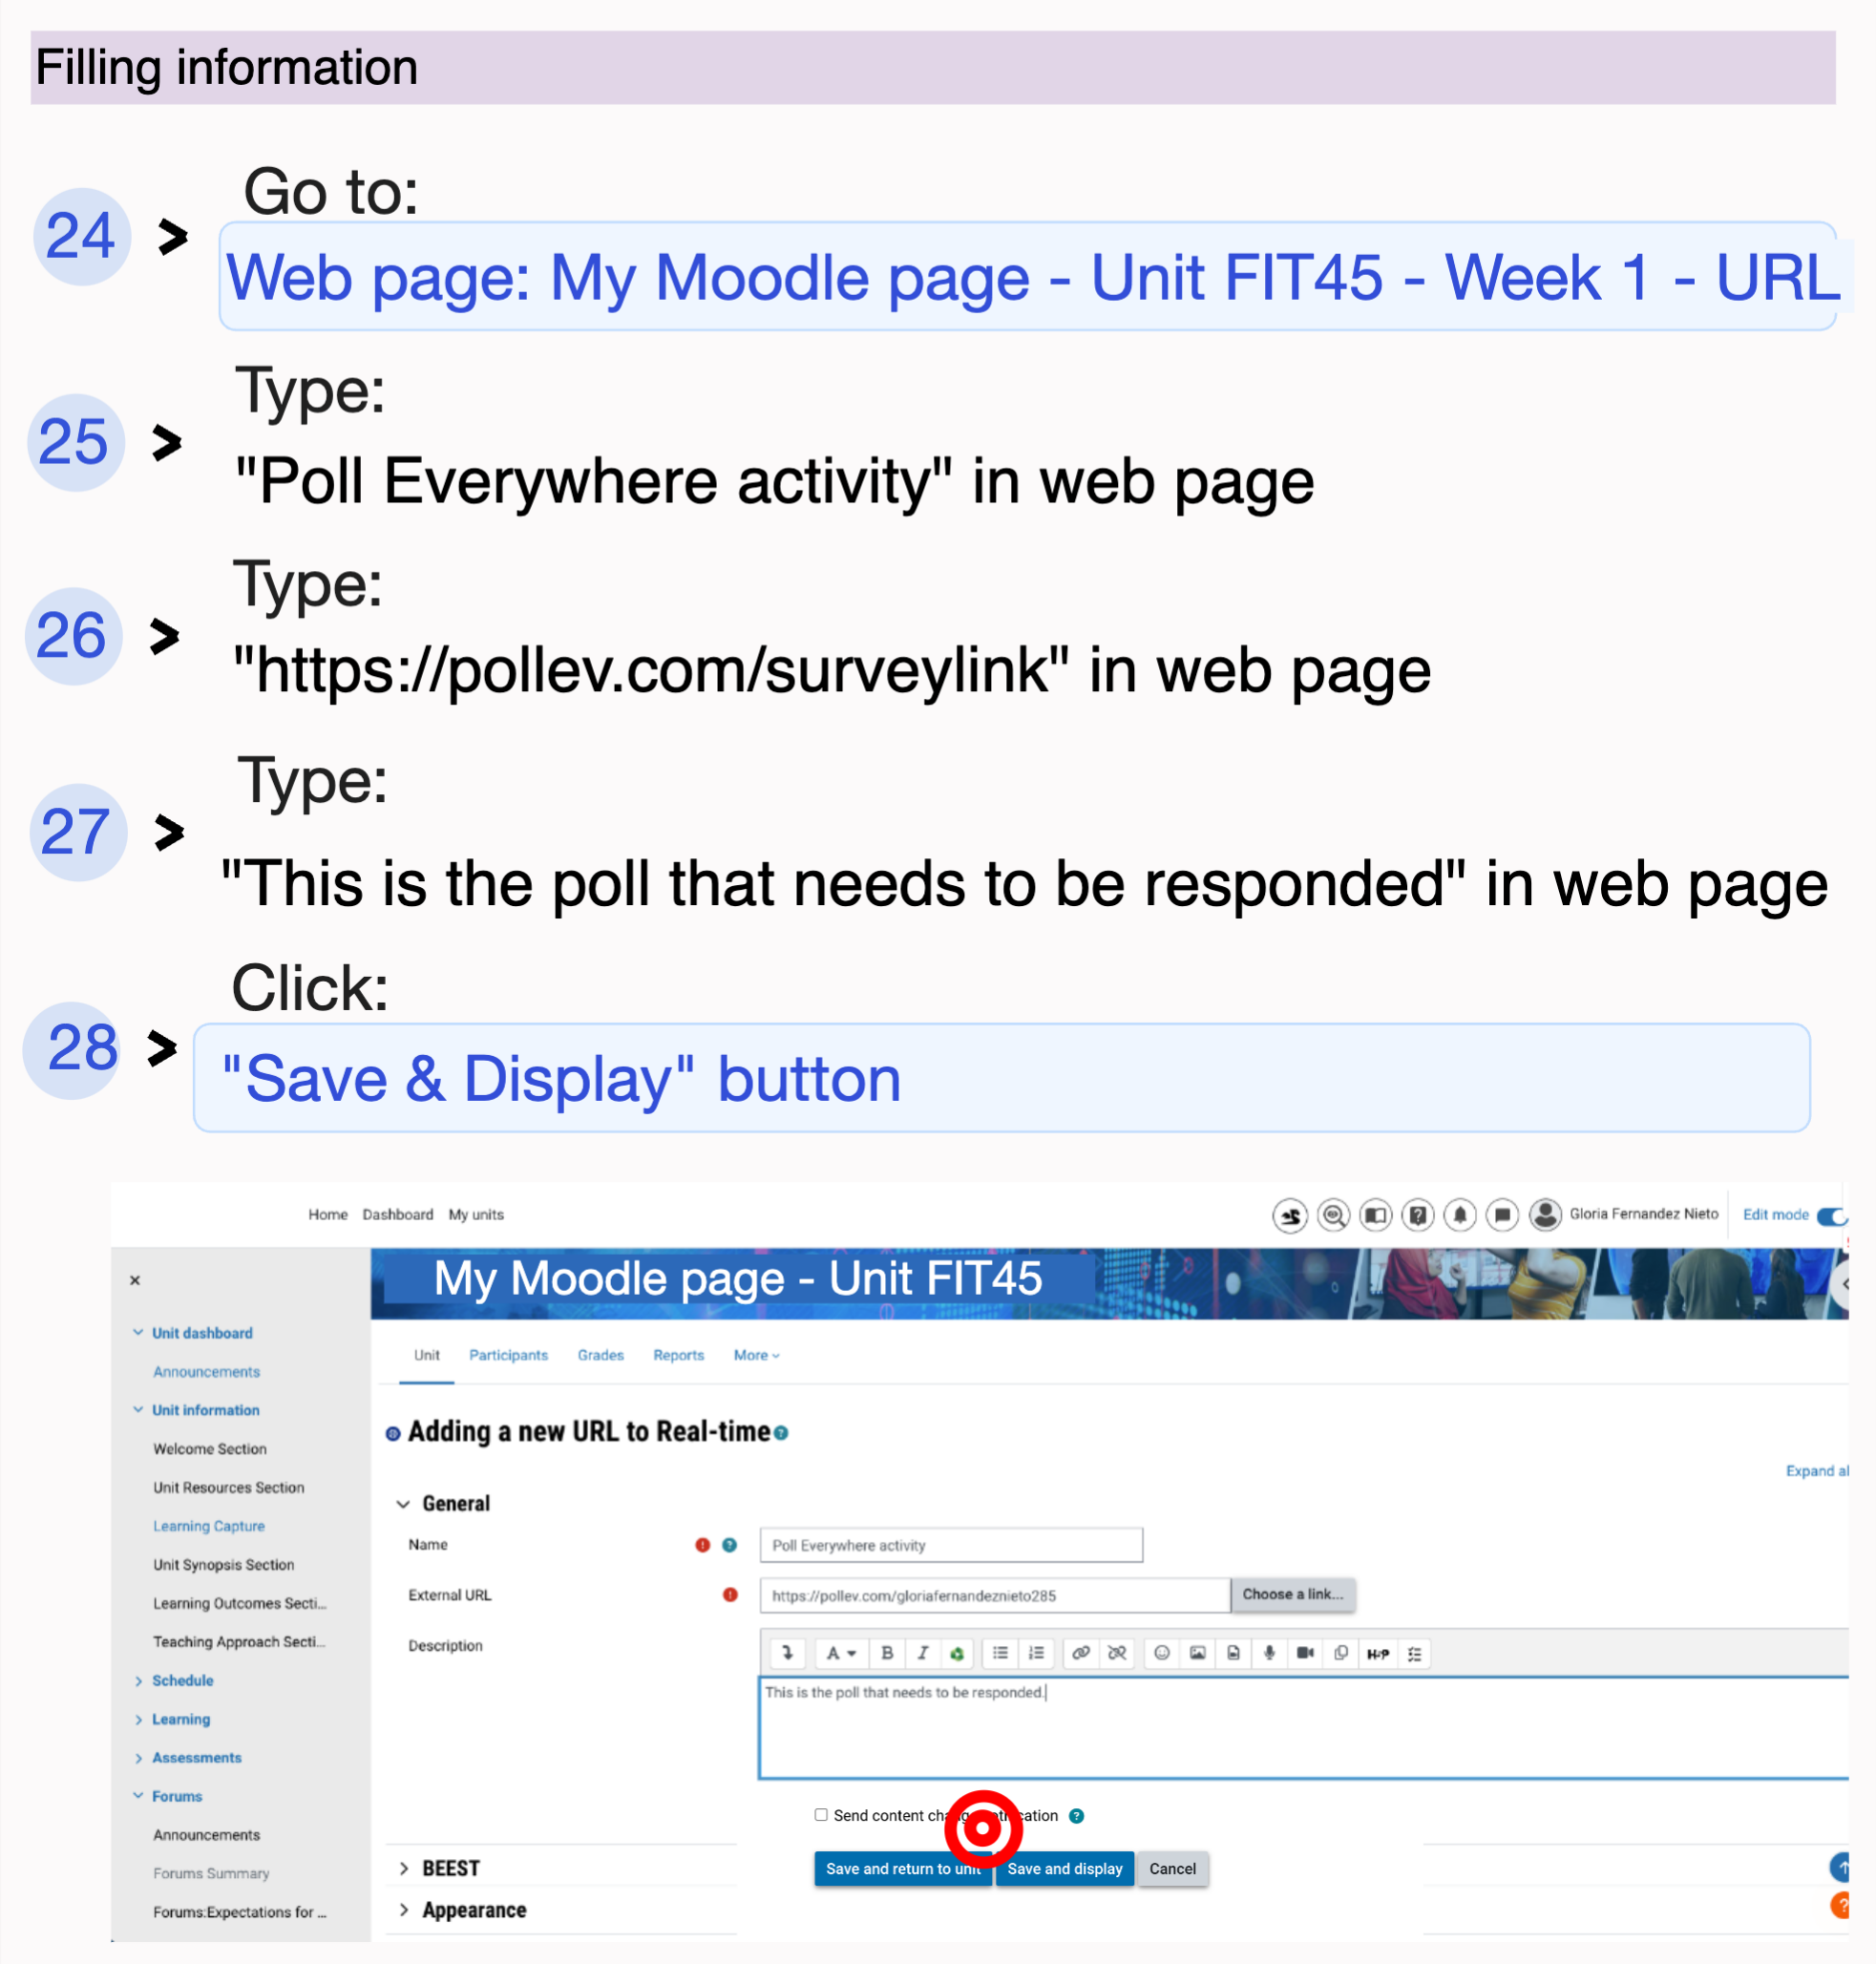 Filling information
24 > Go to:
Web page: My Moodle page - Unit FIT45 - Week 1 - URL
25 > Type:
"Poll Everywhere activity" in web page
26 > Type:
"https://pollev.com/surveylink" in web page
27 > Type:
"This is the poll that needs to be responded" in web page
28 > Click:
"Save & Display" button
Home Dashboard My units Gloria Fernandez Nieto Edit mode
My Moodle page - Unit FIT45
Unit dashboard
Announcements
Unit information
Welcome Section
Unit Resources Section
Learning Capture
Unit Synopsis Section
Learning Outcomes Secti...
Teaching Approach Secti...
Schedule
Learning
Assessments
Forums
Announcements
Forums Summary
Forums:Expectations for ...
Unit Participants Grades Reports More
Adding a new URL to Real-time
Expand al
General
Name Poll Everywhere activity
External URL https://pollev.com/gloriafernandeznieto285 Choose a link...
Description
A B I H-P
This is the poll that needs to be responded.
Send content notification
Save and return to unit Save and display Cancel
BEEST
Appearance